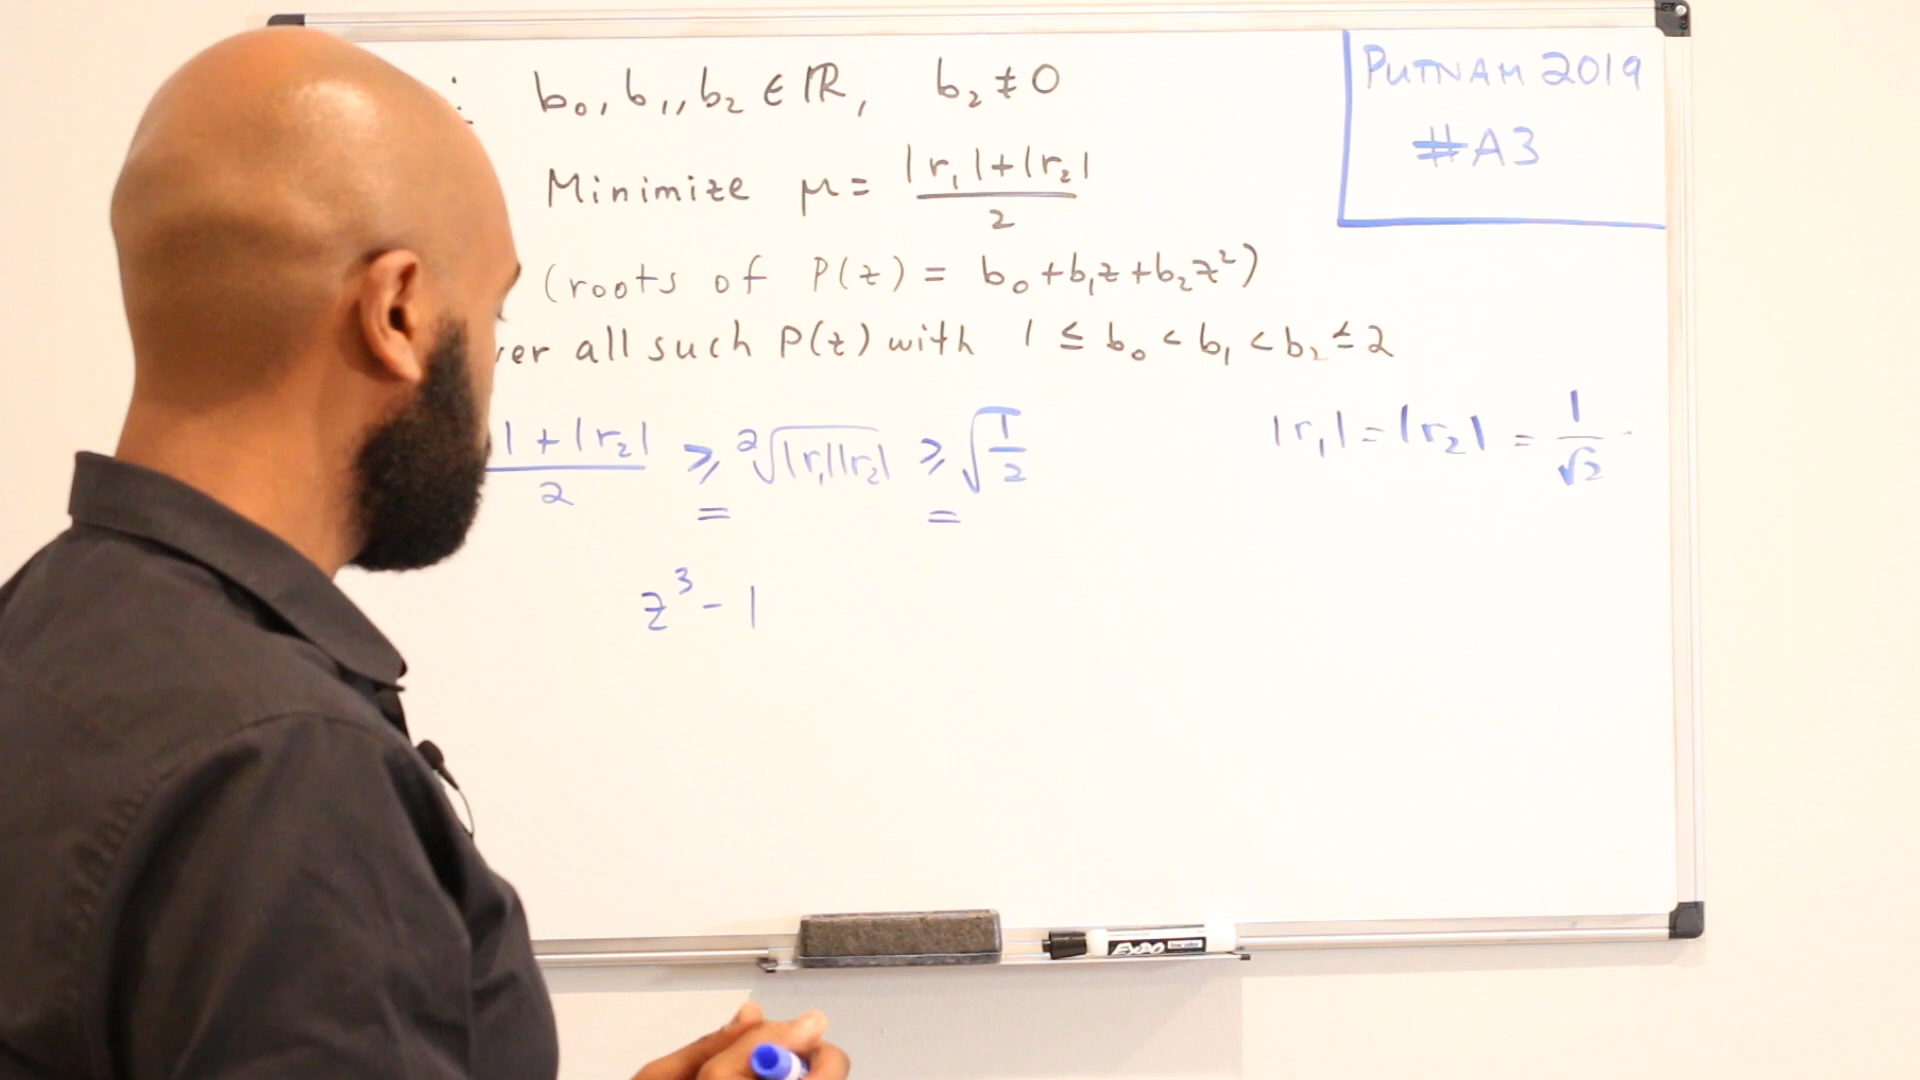 : b₀, b₁, b₂ ∈ ℝ, b₂ ≠ 0
PUTNAM 2019
#A3
Minimize μ = (|r₁|+|r₂|)/2
(roots of P(z) = b₀+b₁z+b₂z²)
all such P(z) with 1 ≤ b₀ < b₁ < b₂ ≤ 2
| + |r₂| / 2 ≥ ²√|r₁||r₂| ≥ √(1/2)
= =
|r₁| = |r₂| = 1/√2
z³ - 1
EXPO